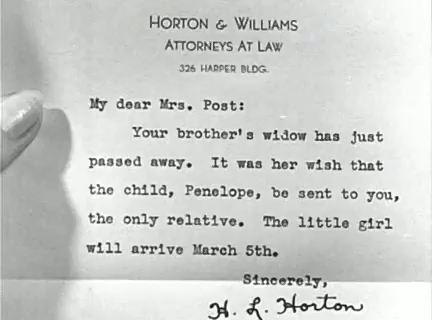 HORTON & WILLIAMS
ATTORNEYS AT LAW
326 HARPER BLDG.
My dear Mrs. Post:
Your brother's widow has just
passed away. It was her wish that
the child, Penelope, be sent to you,
the only relative. The little girl
will arrive March 5th.
Sincerely,
H. L. Horton